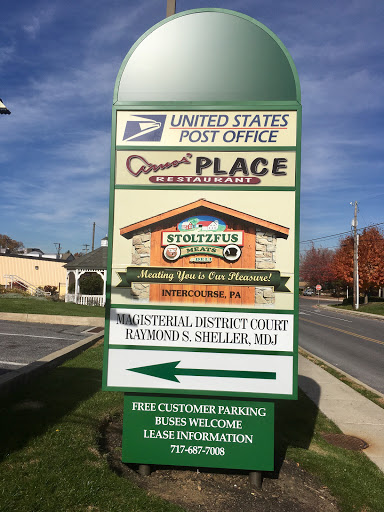 UNITED STATES
POST OFFICE
Amos' PLACE
RESTAURANT
STOLTZFUS
MEATS
& DELI
Meating You is Our Pleasure!
INTERCOURSE, PA
MAGISTERIAL DISTRICT COURT
RAYMOND S. SHELLER, MDJ
FREE CUSTOMER PARKING
BUSES WELCOME
LEASE INFORMATION
717-687-7008